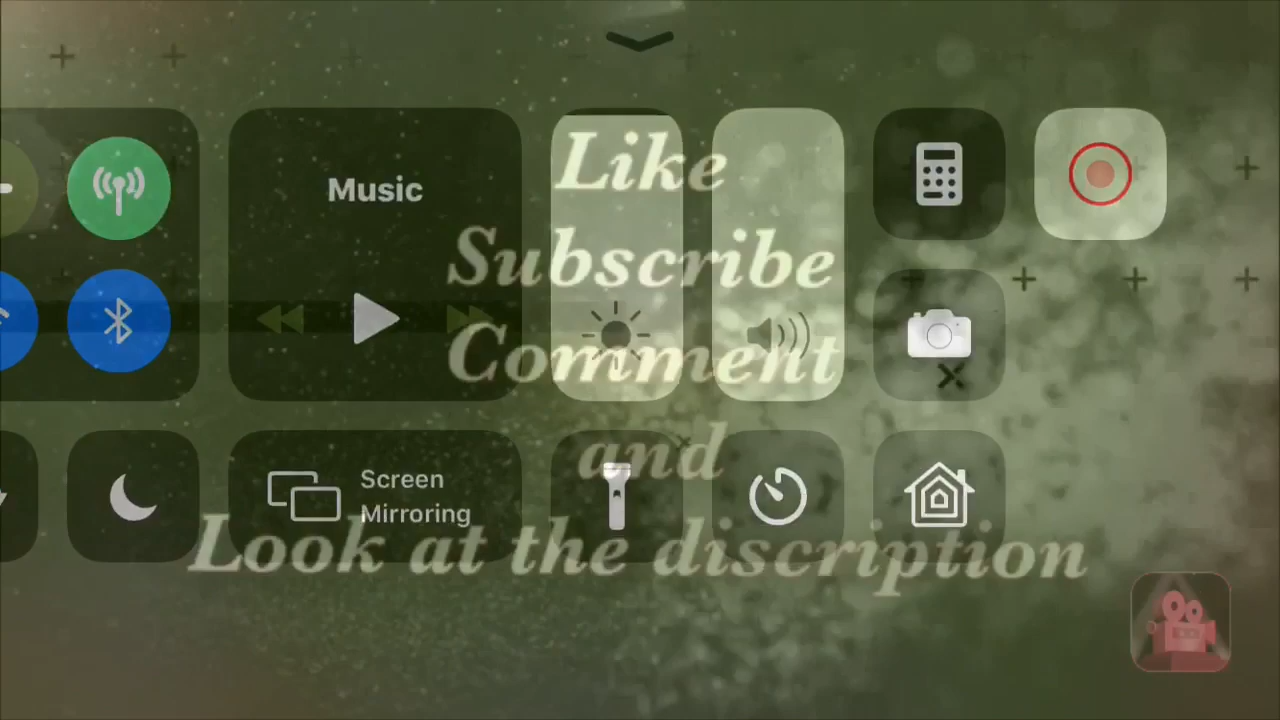 Music
Like
Subscribe
Comment
and
Screen
Mirroring
Look at the discription